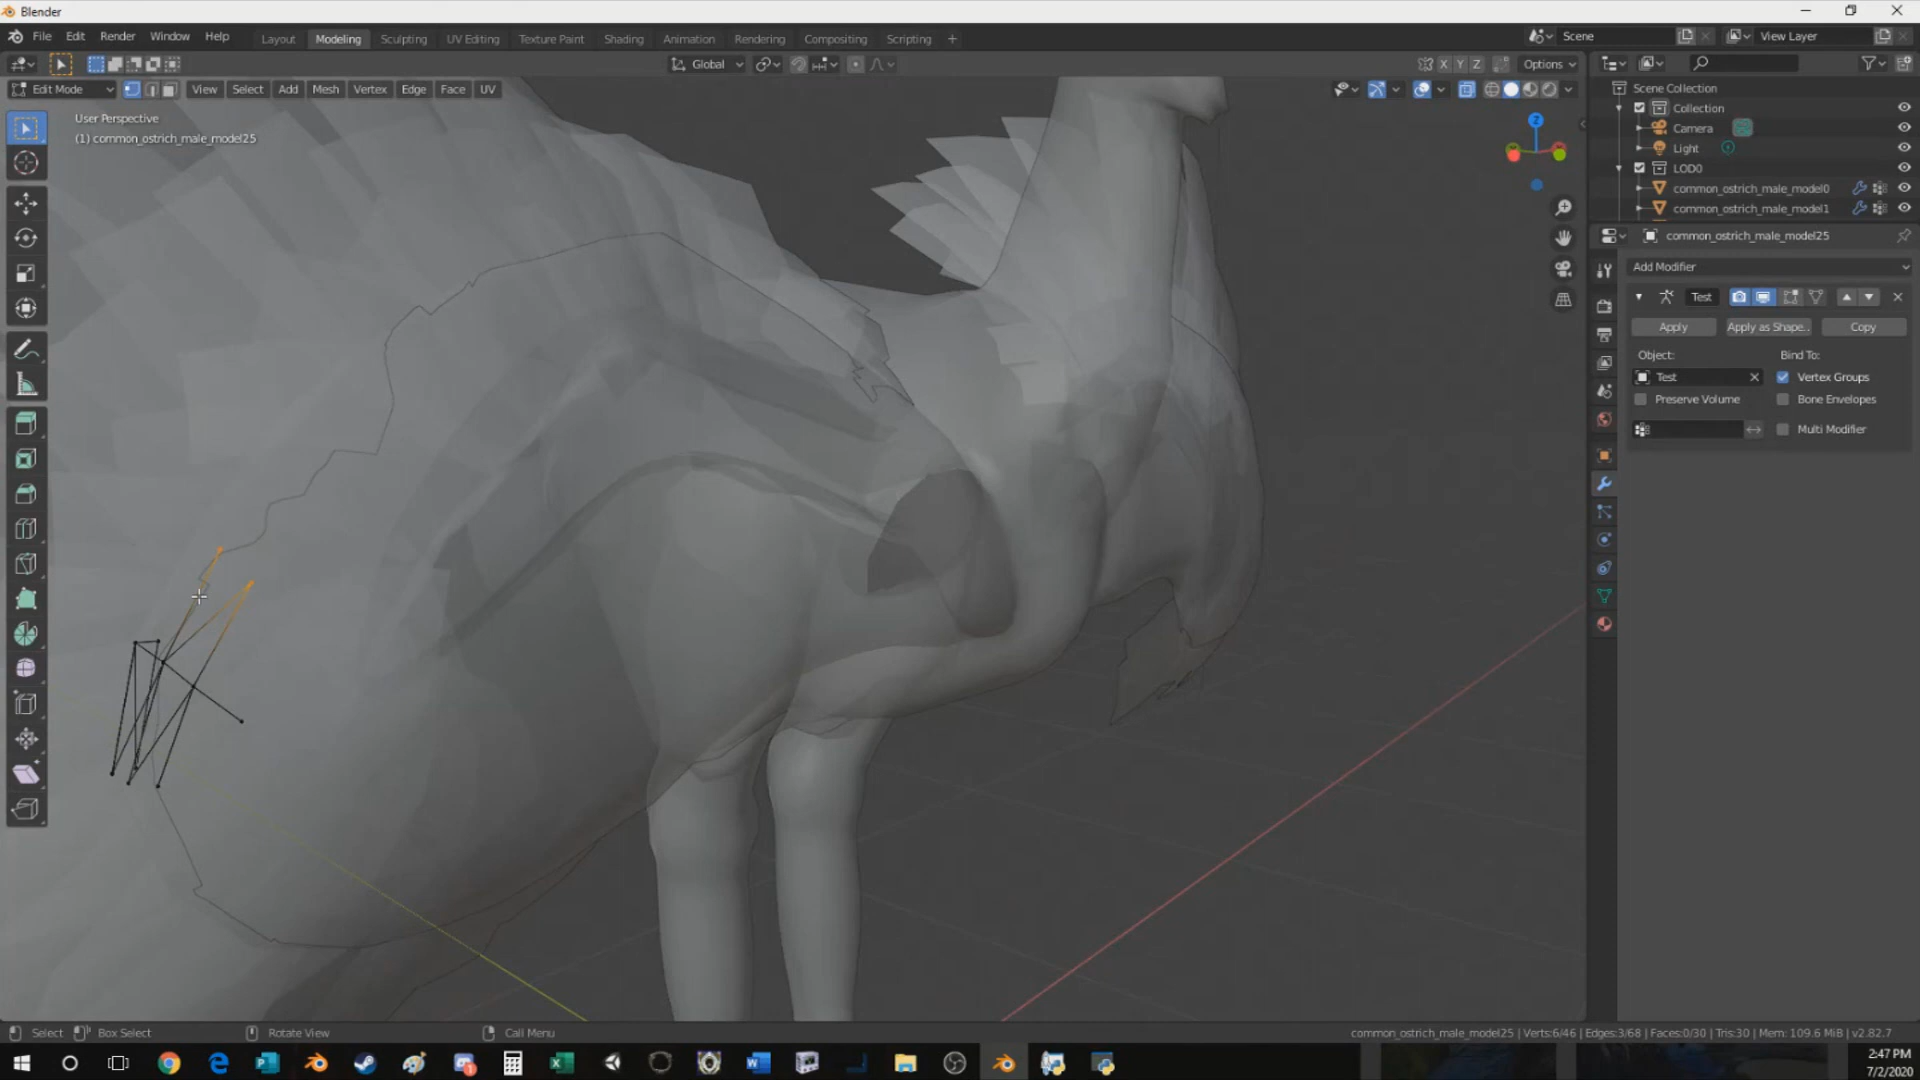 Blender
File Edit Render Window Help Layout Modeling Sculpting UV Editing Texture Paint Shading Animation Rendering Compositing Scripting + Scene View Layer
Global X Y Z Options
Edit Mode View Select Add Mesh Vertex Edge Face UV
Scene Collection
Collection
Camera
Light
LOD0
common_ostrich_male_model0
common_ostrich_male_model1
User Perspective
(1) common_ostrich_male_model25
Z
common_ostrich_male_model25
Add Modifier
Test
Apply Apply as Shape.. Copy
Object: Bind To:
Test Vertex Groups
Preserve Volume Bone Envelopes
Multi Modifier
Select Box Select Rotate View Call Menu common_ostrich_male_model25 | Verts:6/46 | Edges:3/68 | Faces:0/30 | Tris:30 | Mem: 109.6 MiB | v2.82.7
2:47 PM
7/2/2020